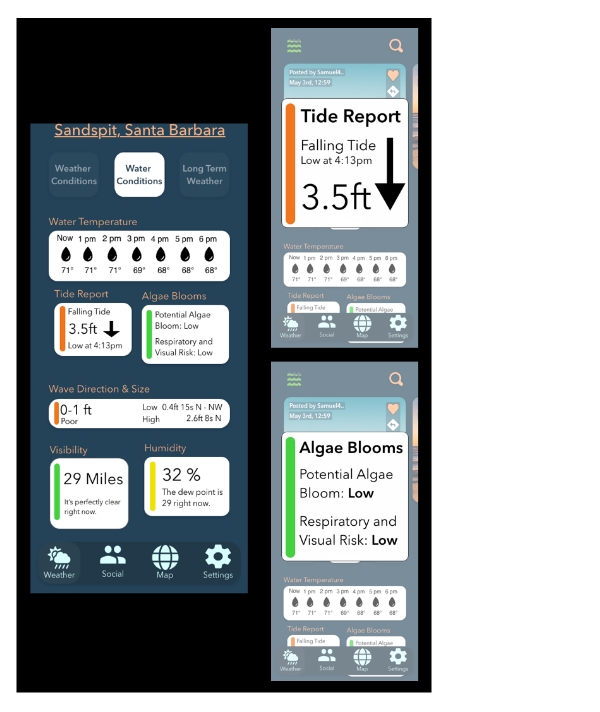 Sandspit, Santa Barbara
Weather Conditions
Water Conditions
Long Term Weather
Water Temperature
Now 1 pm 2 pm 3 pm 4 pm 5 pm 6 pm
71° 71° 71° 69° 68° 68° 68°
Tide Report
Falling Tide
3.5ft
Low at 4:13pm
Algae Blooms
Potential Algae
Bloom: Low
Respiratory and
Visual Risk: Low
Wave Direction & Size
0-1 ft
Poor
Low 0.4ft 15s N - NW
High 2.6ft 8s N
Visibility
29 Miles
It's perfectly clear
right now.
Humidity
32 %
The dew point is
29 right now.
Weather Social Map Settings
Posted by Samuel4..
May 3rd, 12:59
Tide Report
Falling Tide
Low at 4:13pm
3.5ft
Water Temperature
Now 1 pm 2 pm 3 pm 4 pm 5 pm 6 pm
71° 71° 71° 69° 68° 68° 68°
Tide Report Algae Blooms
Falling Tide Potential Algae
Weather Social Map Settings
Posted by Samuel4..
May 3rd, 12:59
Algae Blooms
Potential Algae
Bloom: Low
Respiratory and
Visual Risk: Low
Water Temperature
Now 1 pm 2 pm 3 pm 4 pm 5 pm 6 pm
71° 71° 71° 69° 68° 68° 68°
Tide Report Algae Blooms
Falling Tide Potential Algae
Weather Social Map Settings